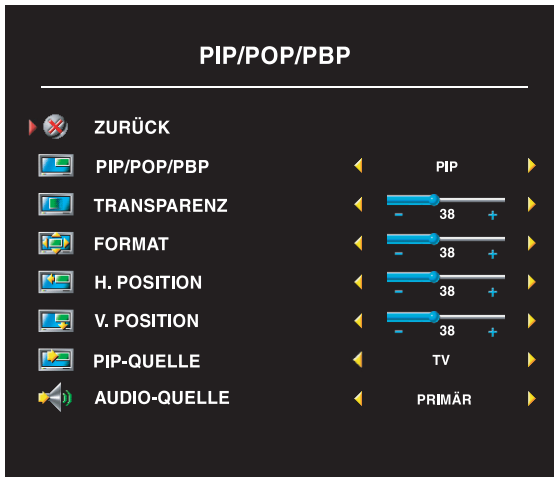 PIP/POP/PBP
ZURÜCK
PIP/POP/PBP PIP
TRANSPARENZ - 38 +
FORMAT - 38 +
H. POSITION - 38 +
V. POSITION - 38 +
PIP-QUELLE TV
AUDIO-QUELLE PRIMÄR